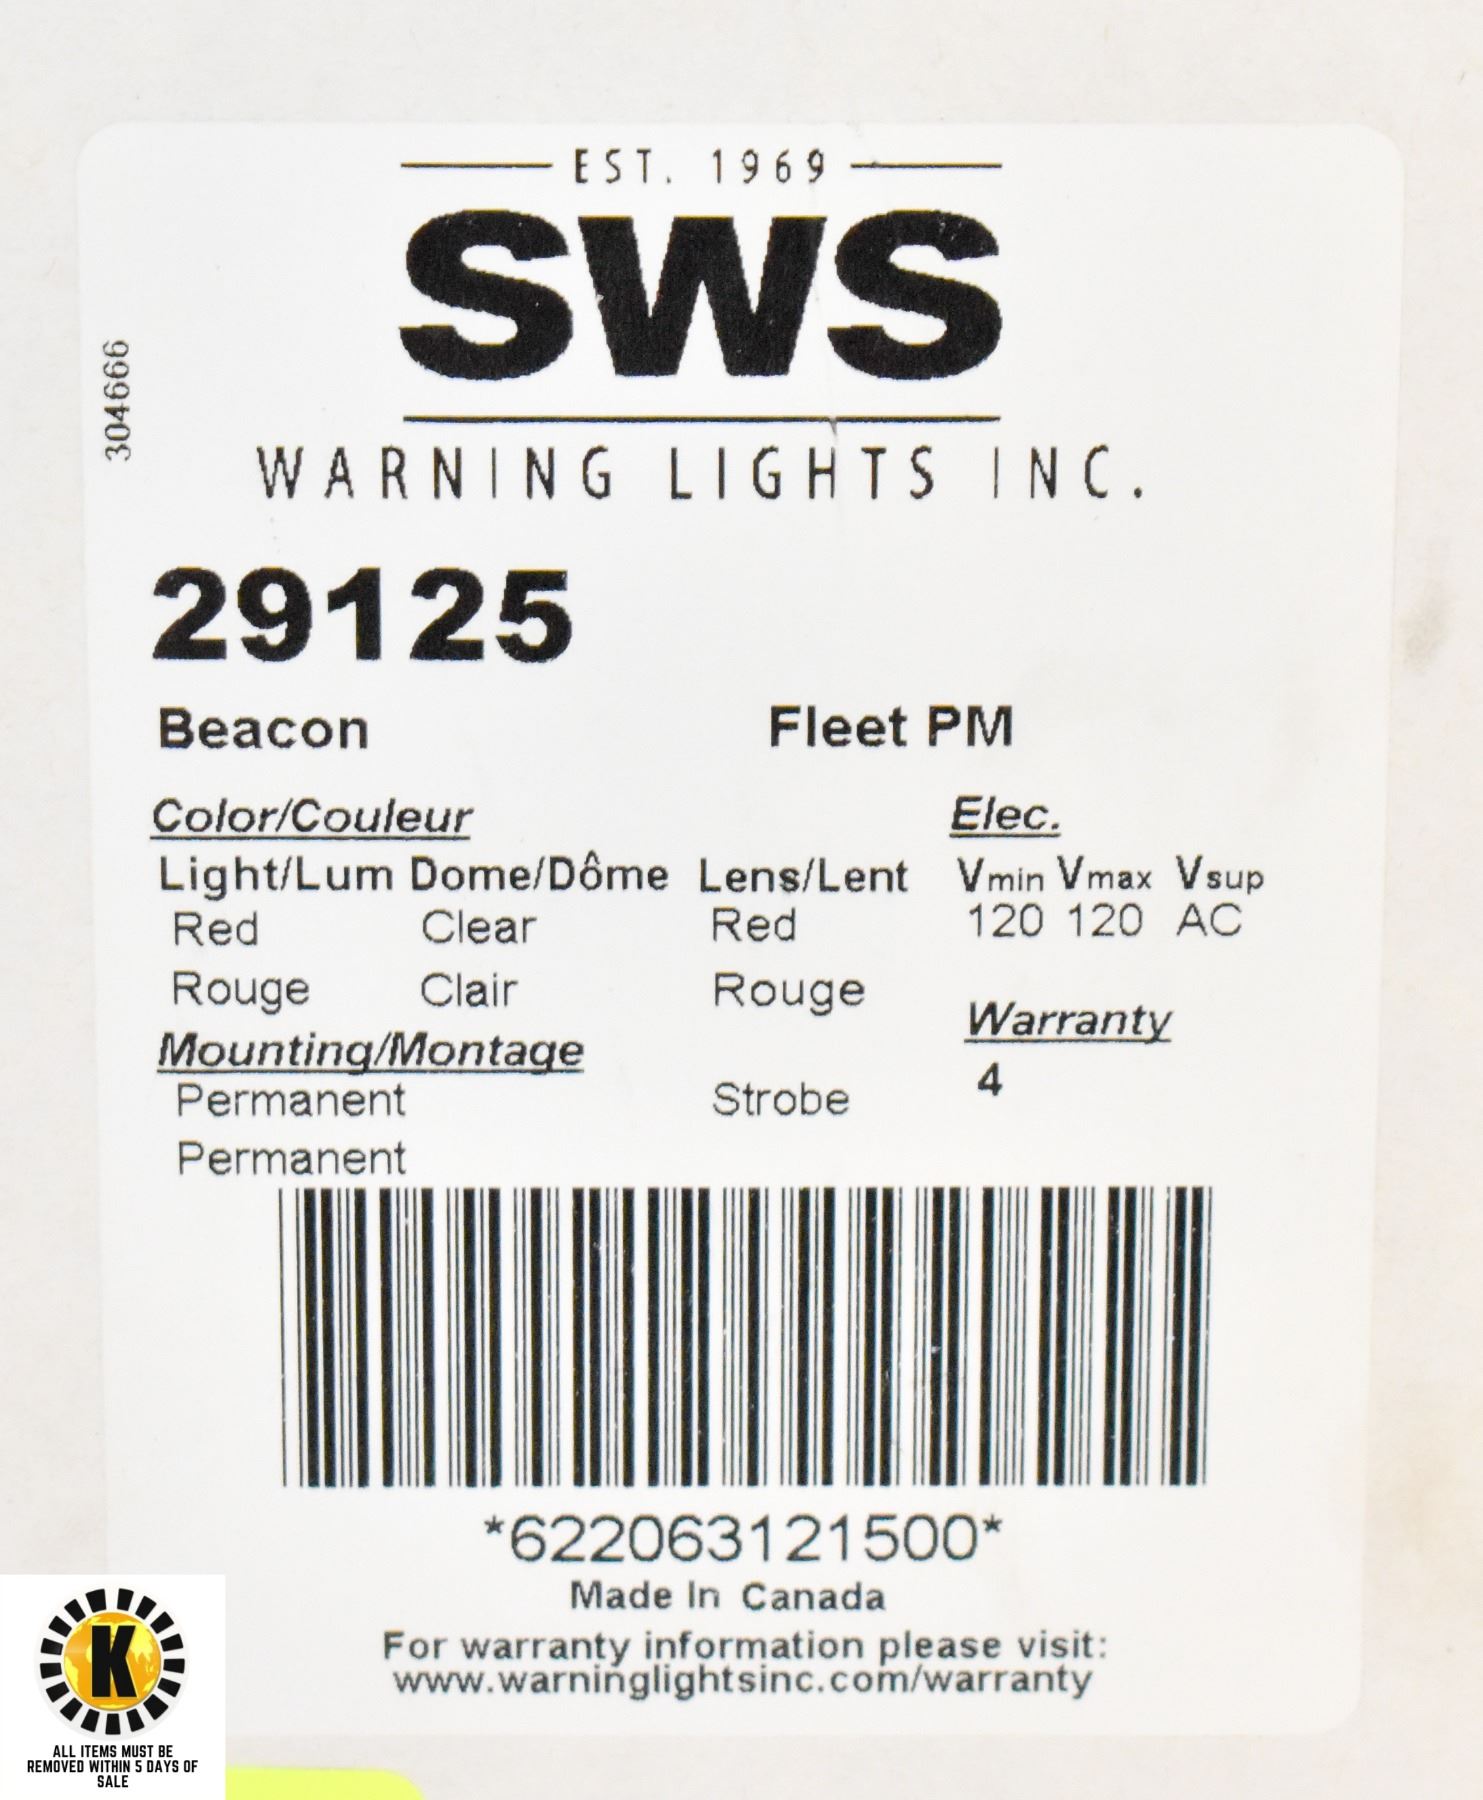 EST. 1969
SWS
WARNING LIGHTS INC.
304666
29125
Beacon Fleet PM
Color/Couleur Elec.
Light/Lum Dome/Dôme Lens/Lent Vmin Vmax Vsup
Red Clear Red 120 120 AC
Rouge Clair Rouge
Warranty
Mounting/Montage
4
Permanent Strobe
Permanent
*622063121500*
Made In Canada
For warranty information please visit:
www.warninglightsinc.com/warranty
K
ALL ITEMS MUST BE
REMOVED WITHIN 5 DAYS OF
SALE